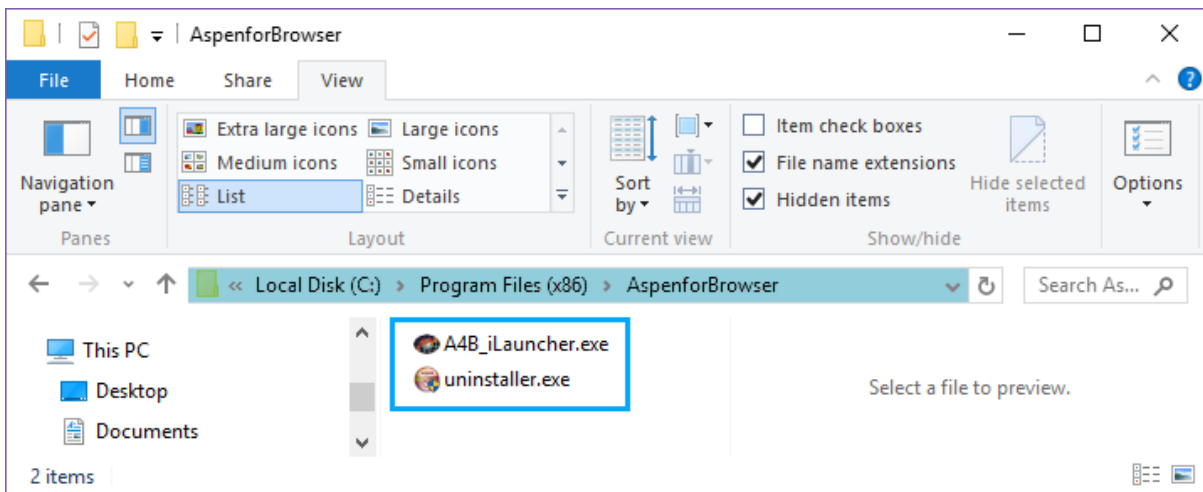 AspenforBrowser
File Home Share View
Extra large icons Large icons
Medium icons Small icons
List Details
Navigation pane
Sort by
Item check boxes
File name extensions
Hidden items
Hide selected items
Options
Panes Layout Current view Show/hide
« Local Disk (C:) › Program Files (x86) › AspenforBrowser Search As...
This PC
Desktop
Documents
A4B_iLauncher.exe
uninstaller.exe
Select a file to preview.
2 items